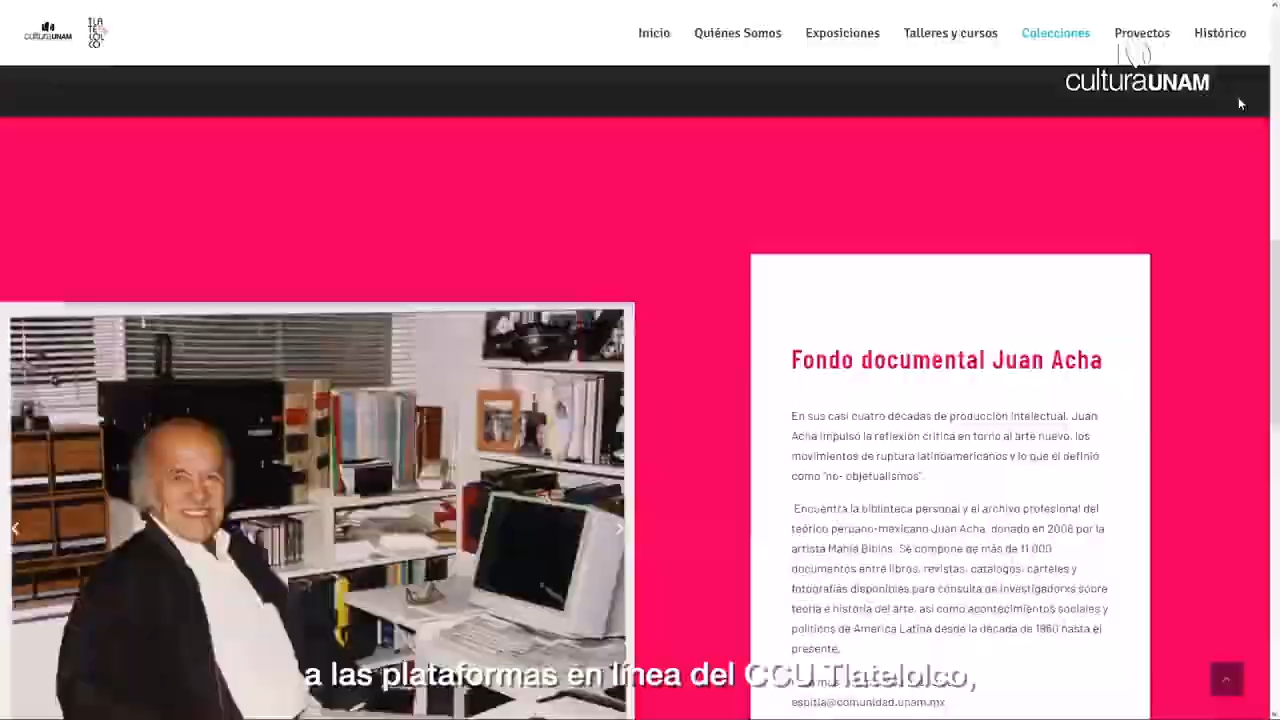 culturaUNAM
TLA
TE
LOL
CO
Inicio Quiénes Somos Exposiciones Talleres y cursos Colecciones Proyectos Histórico
culturaUNAM
Fondo documental Juan Acha
En sus casi cuatro décadas de producción intelectual, Juan
Acha impulsó la reflexión crítica en torno al arte nuevo, los
movimientos de ruptura latinoamericanos y lo que él definió
como "no- objetualismos".
Encuentra la biblioteca personal y el archivo profesional del
teórico peruano-mexicano Juan Acha, donado en 2006 por la
artista Mahia Biblos. Se compone de más de 11 000
documentos entre libros, revistas, catálogos, carteles y
fotografías disponibles para consulta de investigadorxs sobre
teoría e historia del arte, así como acontecimientos sociales y
políticos de América Latina desde la década de 1960 hasta el
presente.
a las plataformas en línea del CCU Tlatelolco,
espitia@comunidad.unam.mx